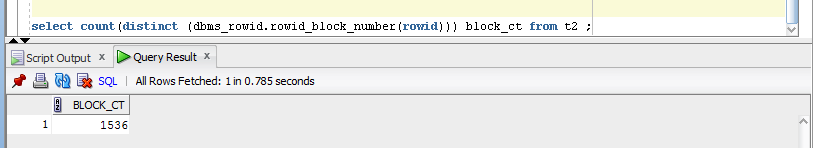 select count(distinct (dbms_rowid.rowid_block_number(rowid))) block_ct from t2 ;
Script Output x Query Result x
SQL | All Rows Fetched: 1 in 0.785 seconds
AZ BLOCK_CT
1 1536